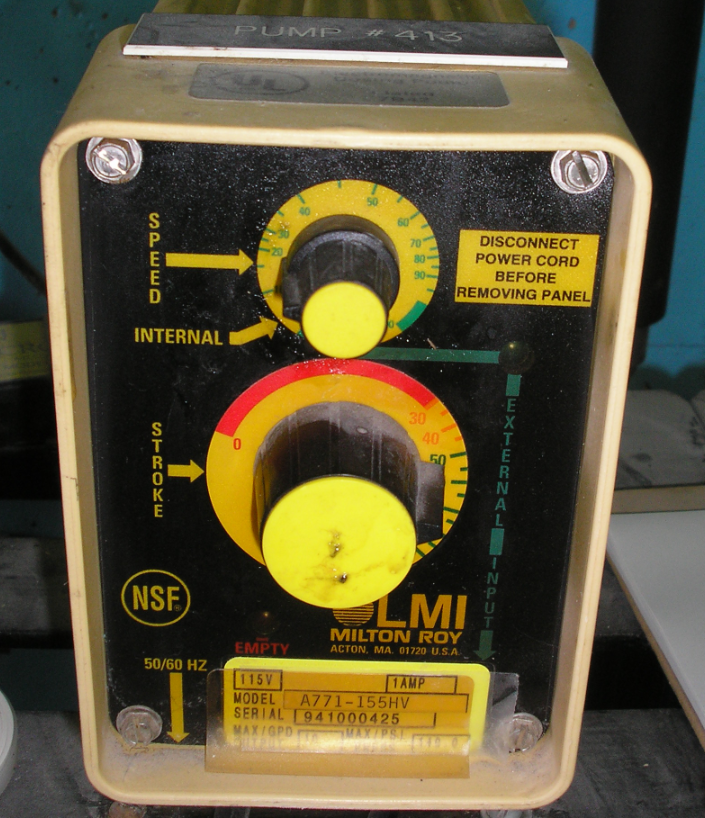 PUMP #413
UL
Listed
SPEED
20
30
40
50
60
70
80
90
DISCONNECT
POWER CORD
BEFORE
REMOVING PANEL
INTERNAL
0
30
40
50
STROKE
EXTERNAL INPUT
NSF
LMI
MILTON ROY
ACTON, MA. 01720 U.S.A.
EMPTY
50/60 HZ
115V 1AMP
MODEL A771-155HV
SERIAL 941000425
MAX/GPD MAX/PSI